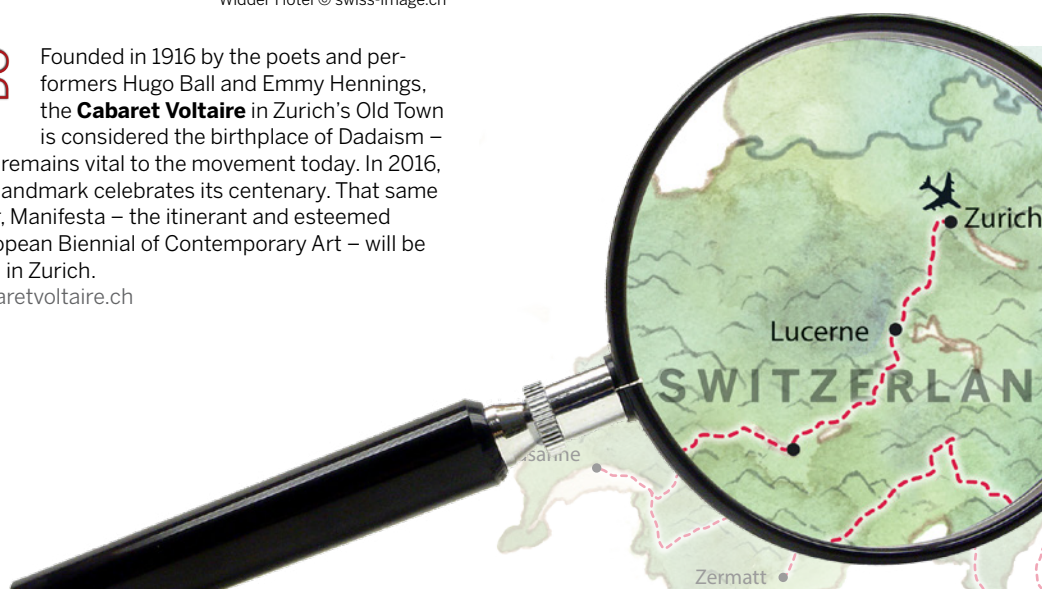 Widder Hotel © swiss-image.ch
Founded in 1916 by the poets and per-
formers Hugo Ball and Emmy Hennings,
the Cabaret Voltaire in Zurich's Old Town
is considered the birthplace of Dadaism –
remains vital to the movement today. In 2016,
andmark celebrates its centenary. That same
, Manifesta – the itinerant and esteemed
opean Biennial of Contemporary Art – will be
in Zurich.
aretvoltaire.ch
Zurich
Lucerne
SWITZERLAN
sanne
Zermatt